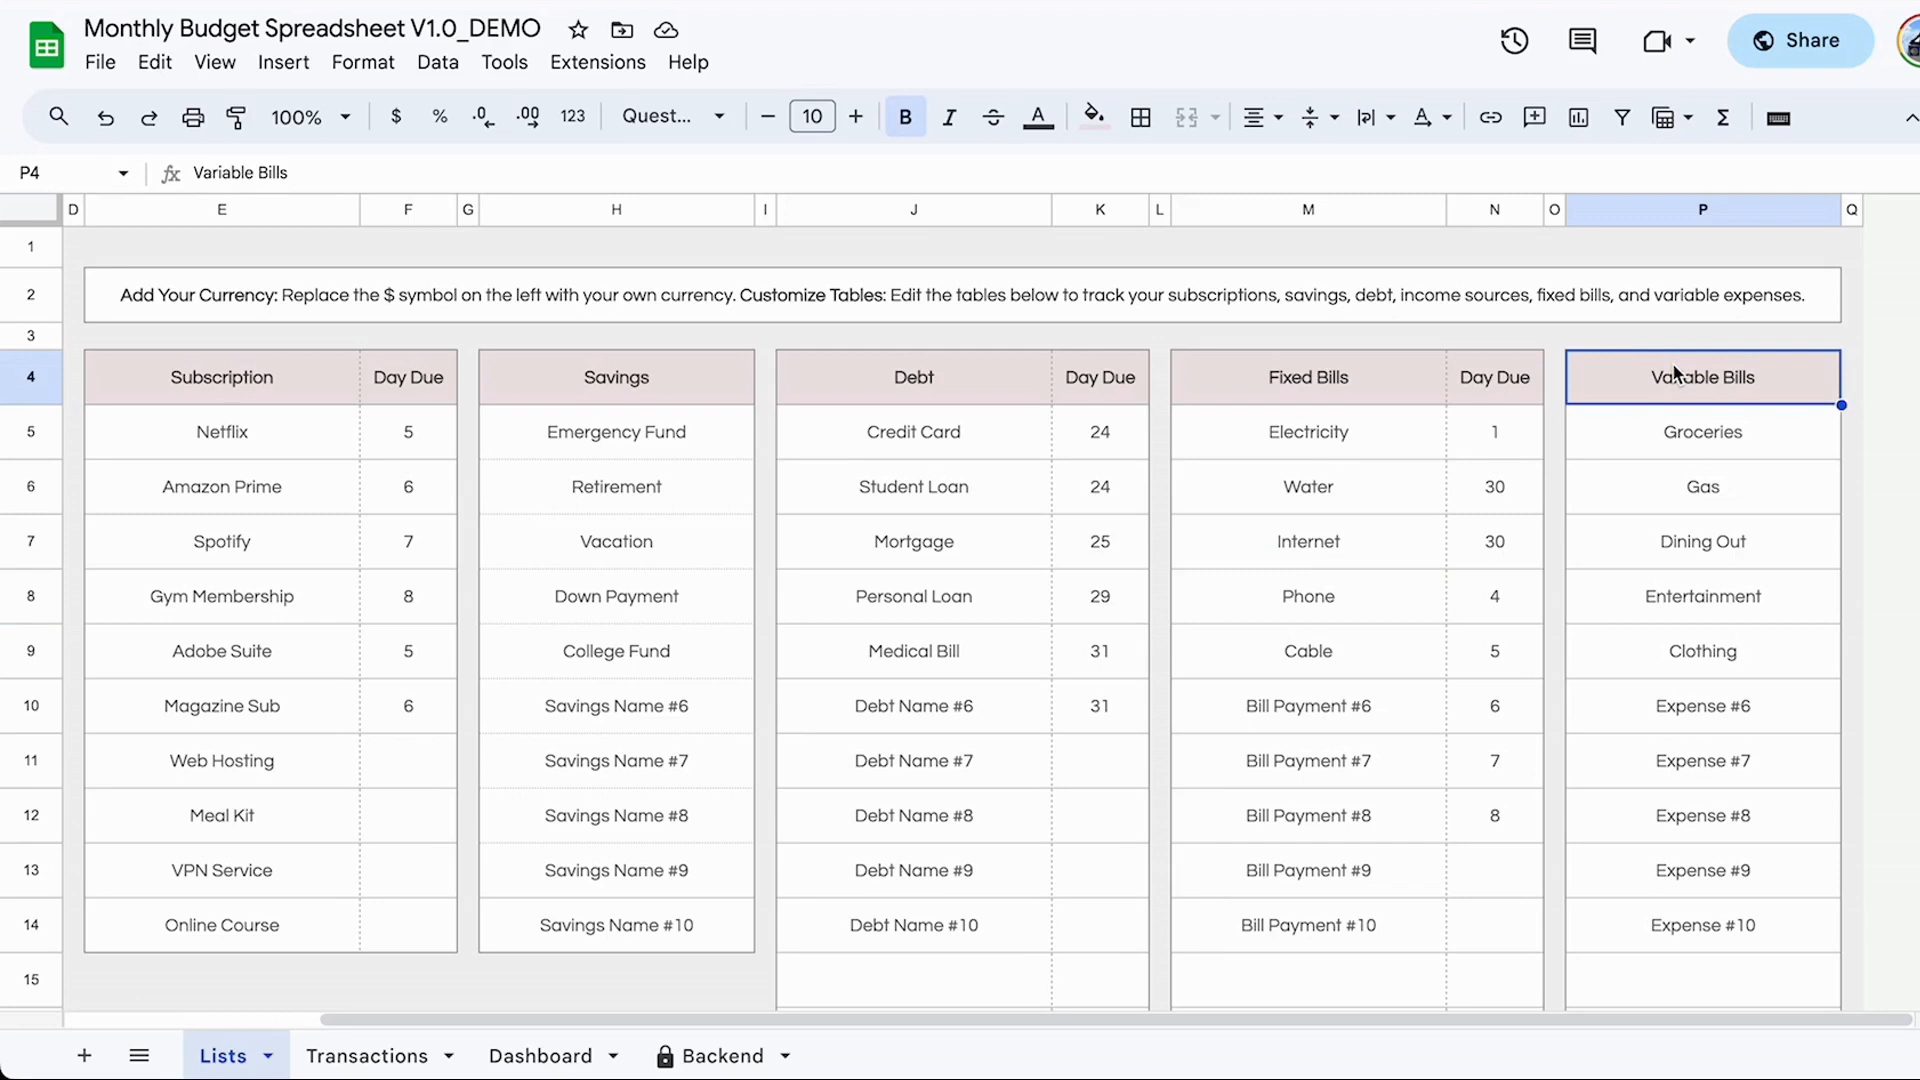 Monthly Budget Spreadsheet V1.0_DEMO
File Edit View Insert Format Data Tools Extensions Help
Share
100% $ % .0 .00 123 Quest... 10 B I A A
P4 fx Variable Bills
D E F G H I J K L M N O P Q
1
2 Add Your Currency: Replace the $ symbol on the left with your own currency. Customize Tables: Edit the tables below to track your subscriptions, savings, debt, income sources, fixed bills, and variable expenses.
3
4 Subscription Day Due Savings Debt Day Due Fixed Bills Day Due Variable Bills
5 Netflix 5 Emergency Fund Credit Card 24 Electricity 1 Groceries
6 Amazon Prime 6 Retirement Student Loan 24 Water 30 Gas
7 Spotify 7 Vacation Mortgage 25 Internet 30 Dining Out
8 Gym Membership 8 Down Payment Personal Loan 29 Phone 4 Entertainment
9 Adobe Suite 5 College Fund Medical Bill 31 Cable 5 Clothing
10 Magazine Sub 6 Savings Name #6 Debt Name #6 31 Bill Payment #6 6 Expense #6
11 Web Hosting Savings Name #7 Debt Name #7 Bill Payment #7 7 Expense #7
12 Meal Kit Savings Name #8 Debt Name #8 Bill Payment #8 8 Expense #8
13 VPN Service Savings Name #9 Debt Name #9 Bill Payment #9 Expense #9
14 Online Course Savings Name #10 Debt Name #10 Bill Payment #10 Expense #10
15
Lists Transactions Dashboard Backend